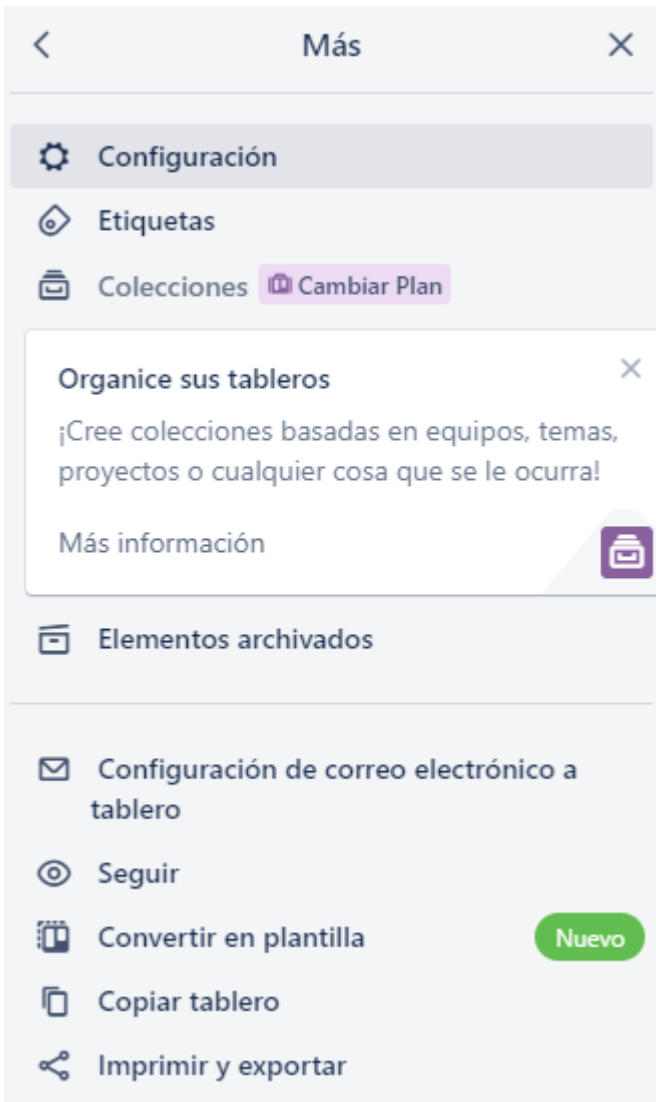 Más
Configuración
Etiquetas
Colecciones Cambiar Plan
Organice sus tableros
¡Cree colecciones basadas en equipos, temas,
proyectos o cualquier cosa que se le ocurra!
Más información
Elementos archivados
Configuración de correo electrónico a
tablero
Seguir
Convertir en plantilla Nuevo
Copiar tablero
Imprimir y exportar